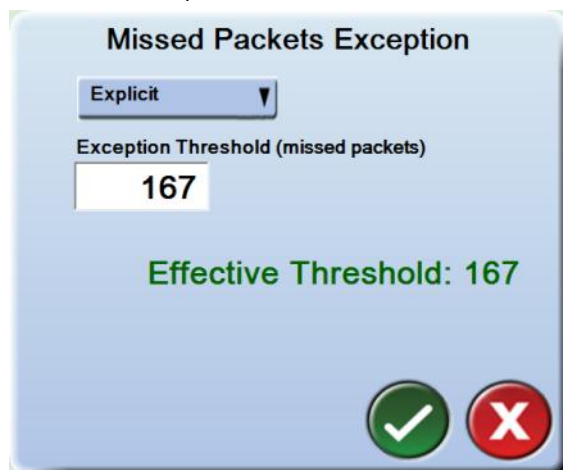 Missed Packets Exception
Explicit
Exception Threshold (missed packets)
167
Effective Threshold: 167